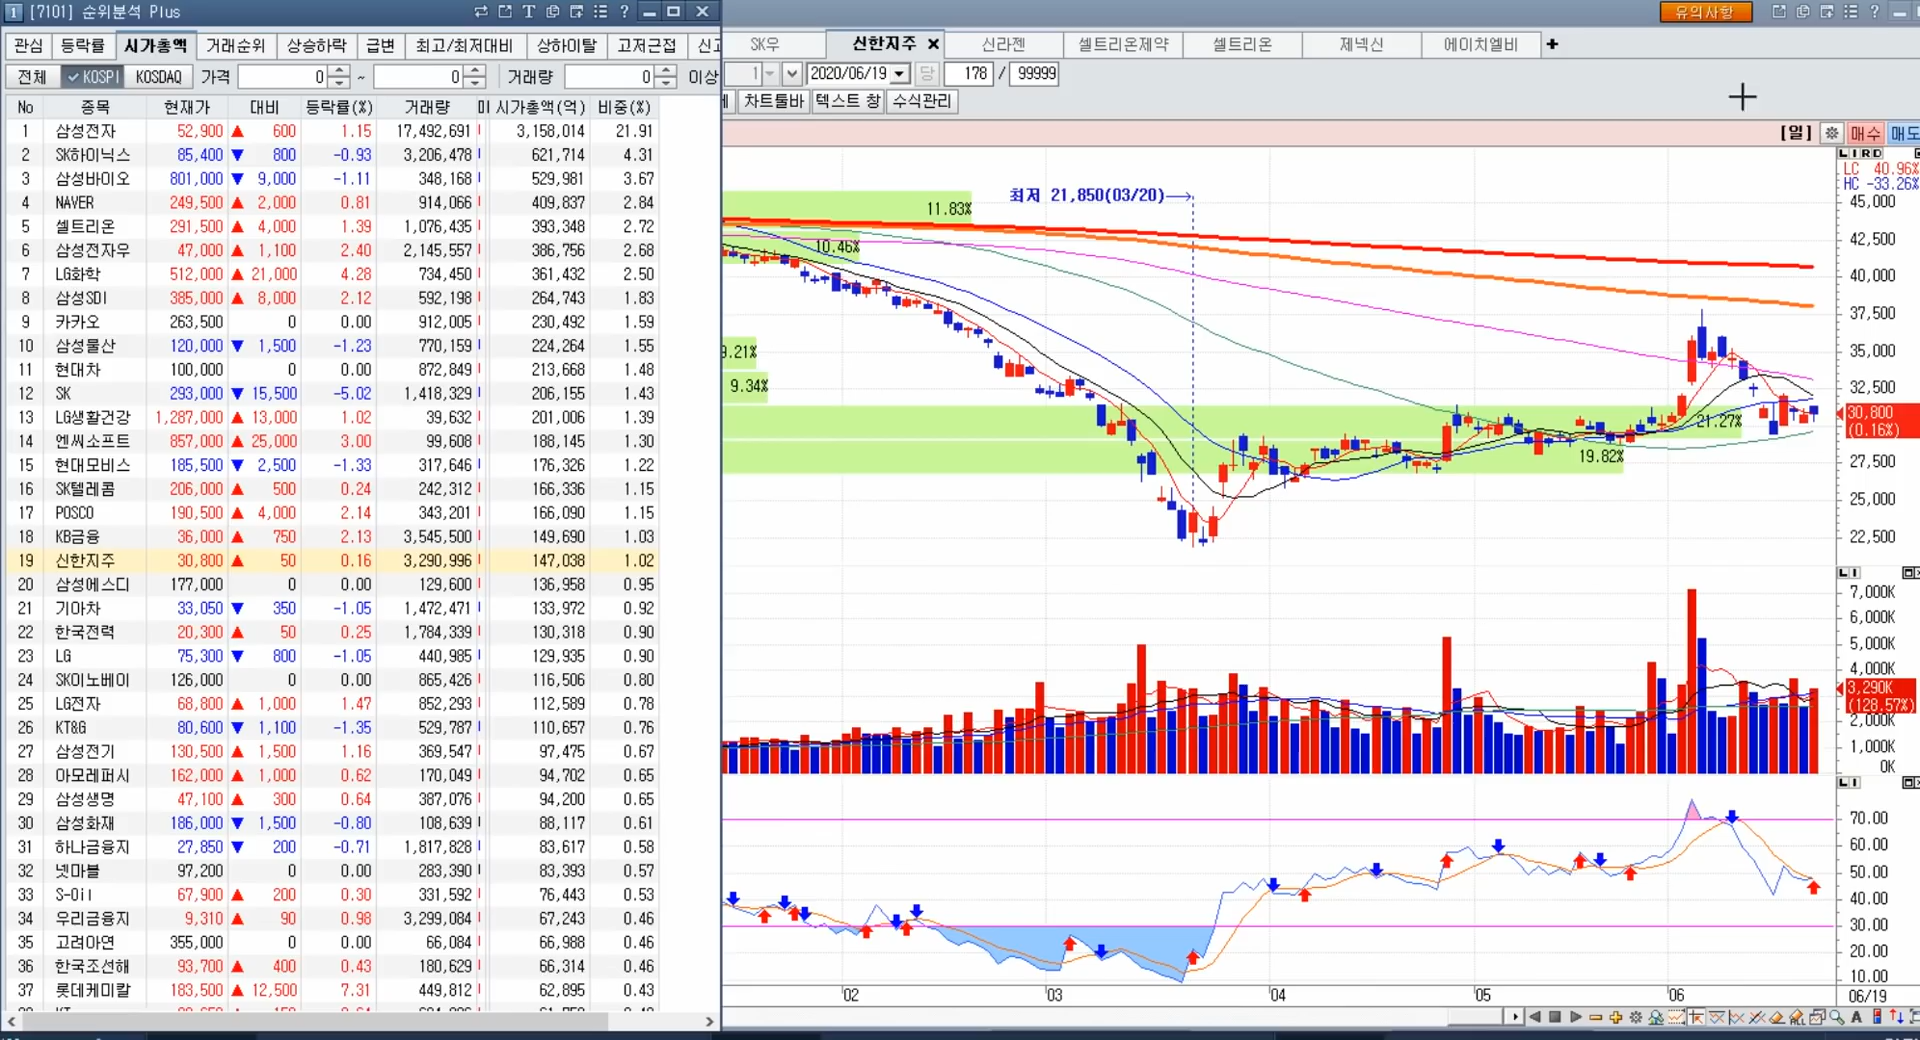 1 [7101] 순위분석 Plus
T ?
유의사항
?
관심 등락률 시가총액 거래순위 상승하락 급변 최고/최저대비 상하이탈 고저근접 신고
SK우 신한지주 × 신라젠 셀트리온제약 셀트리온 제넥신 에이치엘비 +
전체 ✓KOSPI KOSDAQ 가격 0 ~ 0 거래량 0 이상
1 2020/06/19 당 178 / 99999
차트툴바 텍스트 창 수식관리
No 종목 현재가 대비 등락률(%) 거래량 시가총액(억) 비중(%)
[일] 매수 매도
1 삼성전자 52,900 ▲ 600 1.15 17,492,691 3,158,014 21.91
2 SK하이닉스 85,400 ▼ 800 -0.93 3,206,478 621,714 4.31
3 삼성바이오 801,000 ▼ 9,000 -1.11 348,168 529,981 3.67
4 NAVER 249,500 ▲ 2,000 0.81 914,066 409,837 2.84
5 셀트리온 291,500 ▲ 4,000 1.39 1,076,435 393,348 2.72
6 삼성전자우 47,000 ▲ 1,100 2.40 2,145,557 386,756 2.68
7 LG화학 512,000 ▲ 21,000 4.28 734,450 361,432 2.50
8 삼성SDI 385,000 ▲ 8,000 2.12 592,198 264,743 1.83
9 카카오 263,500 0 0.00 912,005 230,492 1.59
10 삼성물산 120,000 ▼ 1,500 -1.23 770,159 224,264 1.55
11 현대차 100,000 0 0.00 872,849 213,668 1.48
12 SK 293,000 ▼ 15,500 -5.02 1,418,329 206,155 1.43
13 LG생활건강 1,287,000 ▲ 13,000 1.02 39,632 201,006 1.39
14 엔씨소프트 857,000 ▲ 25,000 3.00 99,608 188,145 1.30
15 현대모비스 185,500 ▼ 2,500 -1.33 317,646 176,326 1.22
16 SK텔레콤 206,000 ▲ 500 0.24 242,312 166,336 1.15
17 POSCO 190,500 ▲ 4,000 2.14 343,201 166,090 1.15
18 KB금융 36,000 ▲ 750 2.13 3,545,500 149,690 1.03
19 신한지주 30,800 ▲ 50 0.16 3,290,996 147,038 1.02
20 삼성에스디 177,000 0 0.00 129,600 136,958 0.95
21 기아차 33,050 ▼ 350 -1.05 1,472,471 133,972 0.92
22 한국전력 20,300 ▲ 50 0.25 1,784,339 130,318 0.90
23 LG 75,300 ▼ 800 -1.05 440,985 129,935 0.90
24 SK이노베이 126,000 0 0.00 865,426 116,506 0.80
25 LG전자 68,800 ▲ 1,000 1.47 852,293 112,589 0.78
26 KT&G 80,600 ▼ 1,100 -1.35 529,787 110,657 0.76
27 삼성전기 130,500 ▲ 1,500 1.16 369,547 97,475 0.67
28 아모레퍼시 162,000 ▲ 1,000 0.62 170,049 94,702 0.65
29 삼성생명 47,100 ▲ 300 0.64 387,076 94,200 0.65
30 삼성화재 186,000 ▼ 1,500 -0.80 108,639 88,117 0.61
31 하나금융지 27,850 ▼ 200 -0.71 1,817,828 83,617 0.58
32 넷마블 97,200 0 0.00 283,390 83,393 0.57
33 S-Oil 67,900 ▲ 200 0.30 331,592 76,443 0.53
34 우리금융지 9,310 ▲ 90 0.98 3,299,084 67,243 0.46
35 고려아연 355,000 0 0.00 66,084 66,988 0.46
36 한국조선해 93,700 ▲ 400 0.43 180,629 66,314 0.46
37 롯데케미칼 183,500 ▲ 12,500 7.31 449,812 62,895 0.43
L I R D
LC 40.96%
HC -33.26%
최저 21,850(03/20)
11.83%
10.46%
9.21%
9.34%
21.27%
19.82%
45,000
42,500
40,000
37,500
35,000
32,500
30,800
(0.16%)
27,500
25,000
22,500
L I
7,000K
6,000K
5,000K
4,000K
3,290K
(128.57%)
2,000K
1,000K
0K
L I
70.00
60.00
50.00
40.00
30.00
20.00
10.00
02 03 04 05 06 06/19
ALL A